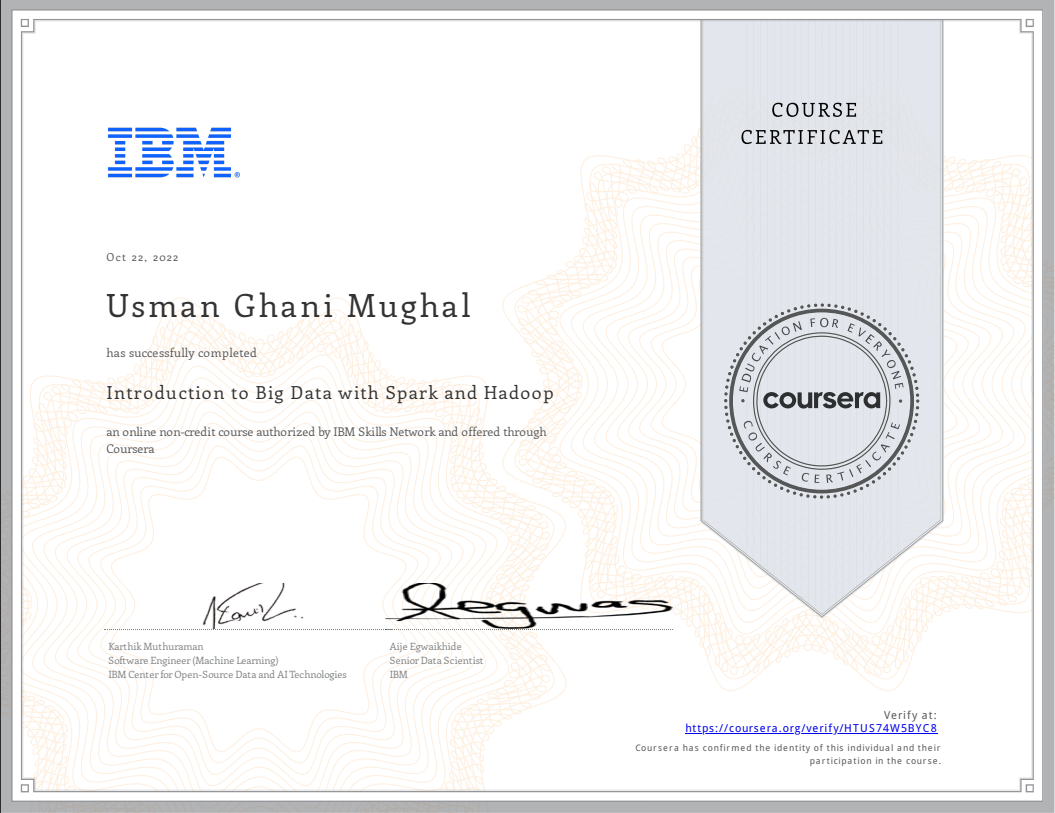 COURSE
CERTIFICATE
IBM®
Oct 22, 2022
Usman Ghani Mughal
has successfully completed
Introduction to Big Data with Spark and Hadoop
an online non-credit course authorized by IBM Skills Network and offered through
Coursera
EDUCATION FOR EVERYONE
coursera
COURSE CERTIFICATE
Karthik Muthuraman
Software Engineer (Machine Learning)
IBM Center for Open-Source Data and AI Technologies
Aije Egwaikhide
Senior Data Scientist
IBM
Verify at:
https://coursera.org/verify/HTUS74W5BYC8
Coursera has confirmed the identity of this individual and their
participation in the course.